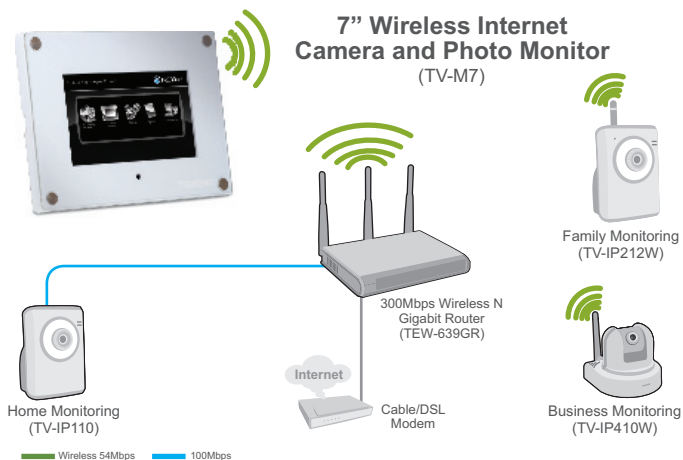 7” Wireless Internet
Camera and Photo Monitor
(TV-M7)
Family Monitoring
(TV-IP212W)
300Mbps Wireless N
Gigabit Router
(TEW-639GR)
Internet
Home Monitoring
(TV-IP110)
Cable/DSL
Modem
Business Monitoring
(TV-IP410W)
Wireless 54Mbps
100Mbps